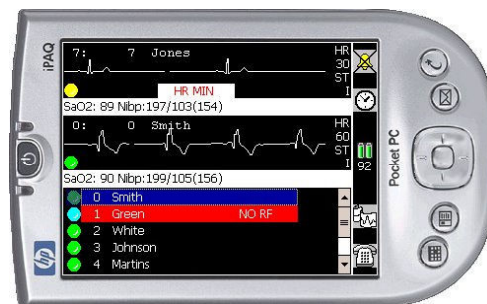 iPAQ
7: 7 Jones
HR
30
ST
I
HR MIN
SaO2: 89 Nibp:197/103(154)
0: 0 Smith
HR
60
ST
I
SaO2: 90 Nibp:199/105(156)
92
0 Smith
1 Green NO RF
2 White
3 Johnson
4 Martins
hp
Pocket PC